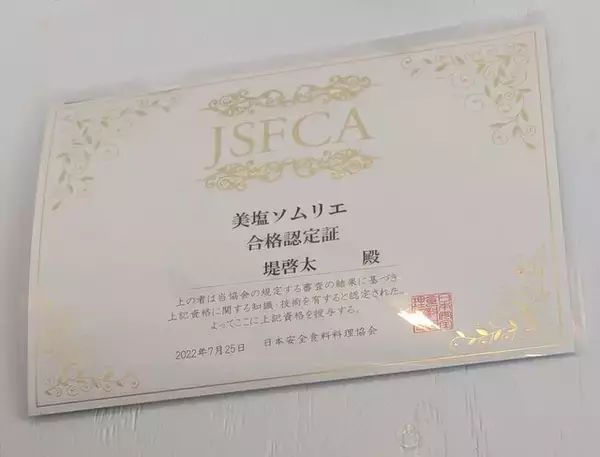 JSFCA
美塩ソムリエ
合格認定証
堤啓太 殿
上の者は当協会の規定する審査の結果に基づき
上記資格に関する知識、技術を有すると認定された。
よってここに上記資格を授与する。
2022年7月25日 日本安全食料料理協会